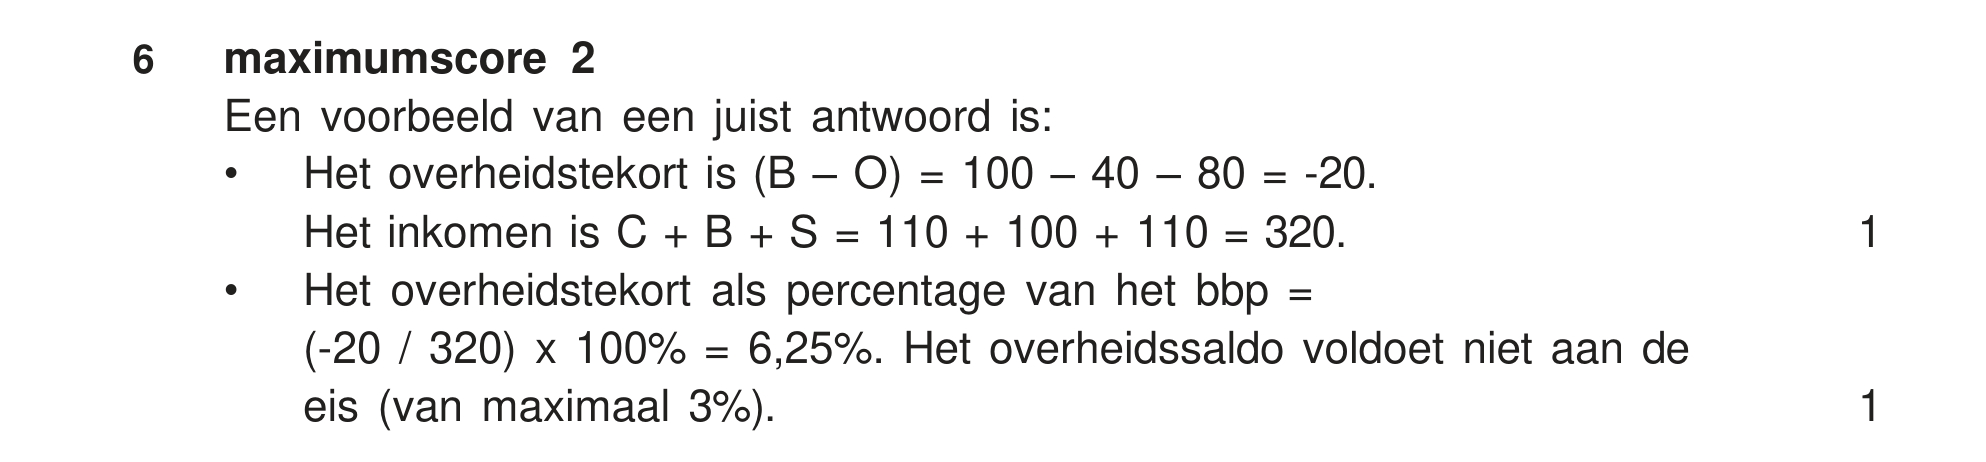 6 maximumscore 2
Een voorbeeld van een juist antwoord is:
• Het overheidstekort is (B – O) = 100 – 40 – 80 = -20.
Het inkomen is C + B + S = 110 + 100 + 110 = 320. 1
• Het overheidstekort als percentage van het bbp =
(-20 / 320) x 100% = 6,25%. Het overheidssaldo voldoet niet aan de
eis (van maximaal 3%). 1